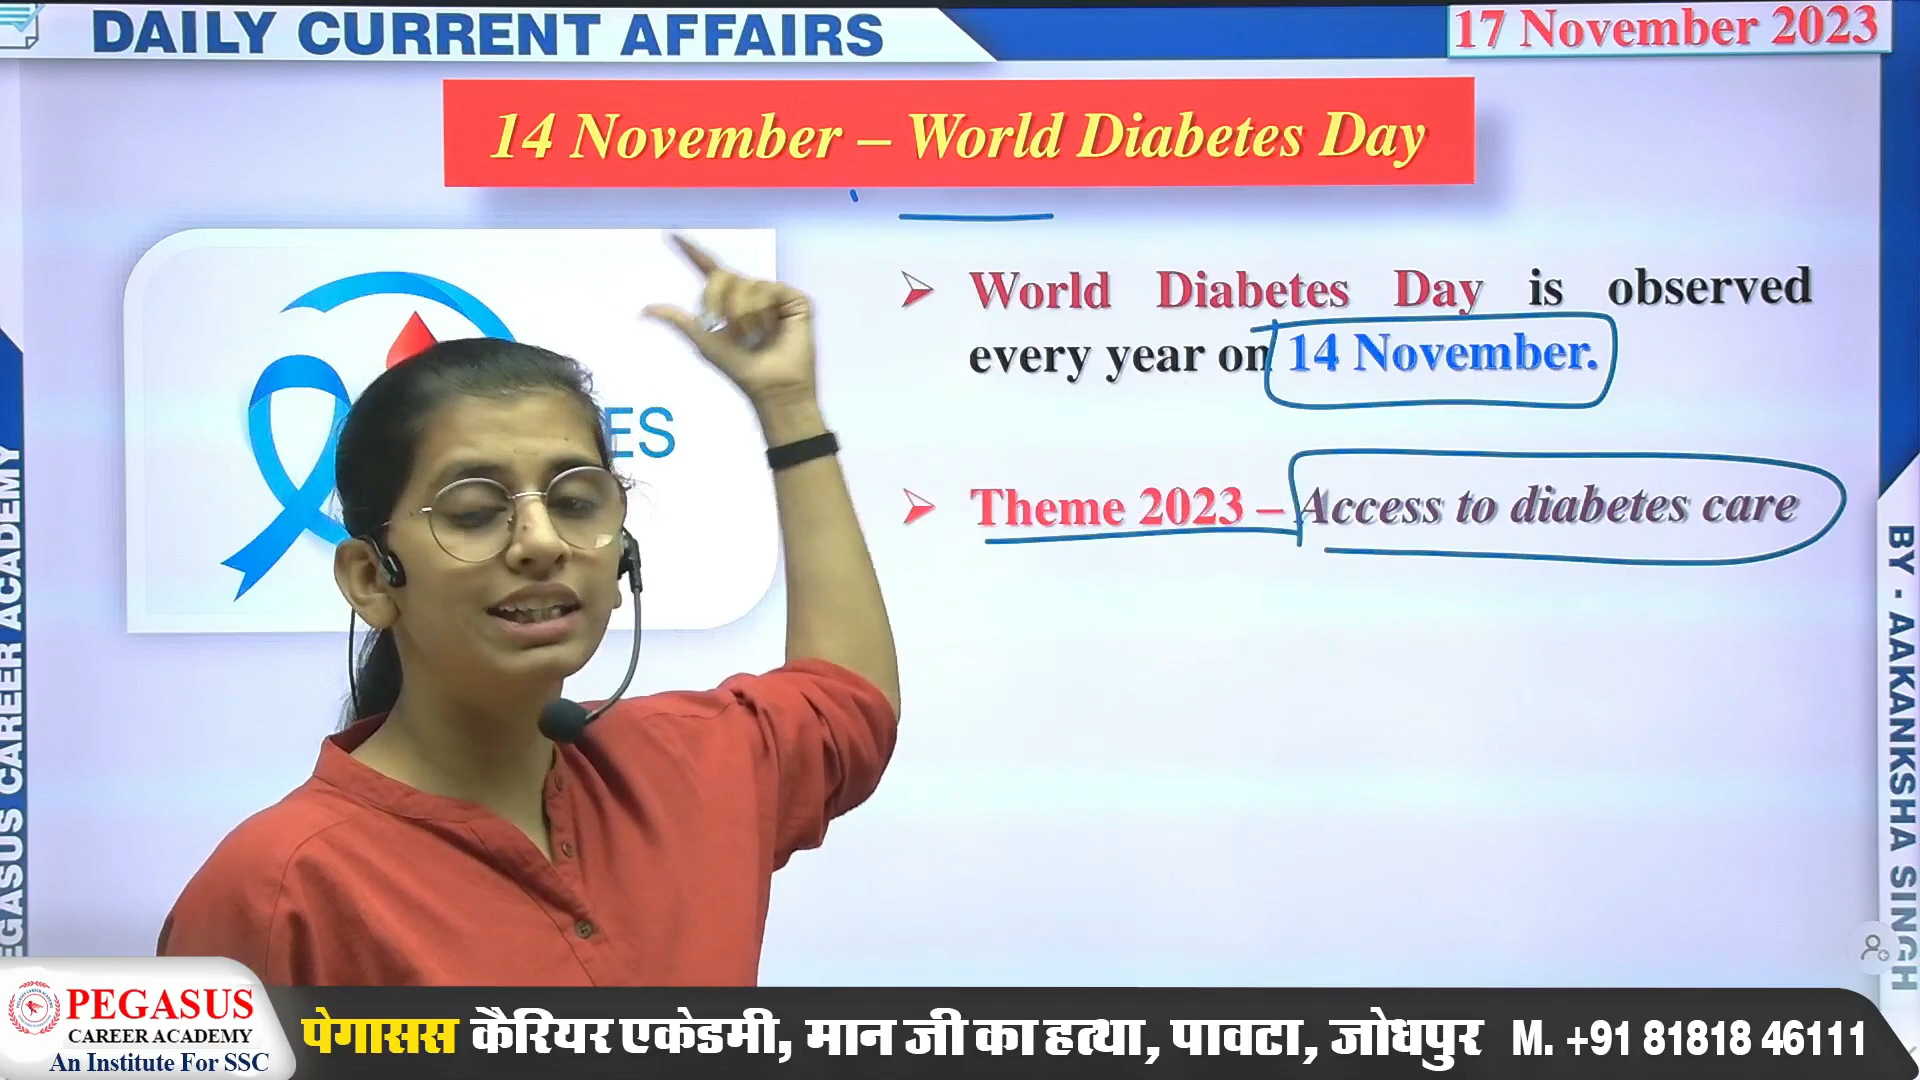 DAILY CURRENT AFFAIRS
17 November 2023
14 November – World Diabetes Day
World Diabetes Day is observed
every year on 14 November.
Theme 2023 – Access to diabetes care
ES
EGASUS CAREER ACADEMY
BY - AAKANKSHA SINGH
PEGASUS
CAREER ACADEMY
An Institute For SSC
पेगासस कैरियर एकेडमी, मान जी का हत्था, पावटा, जोधपुर M. +91 81818 46111